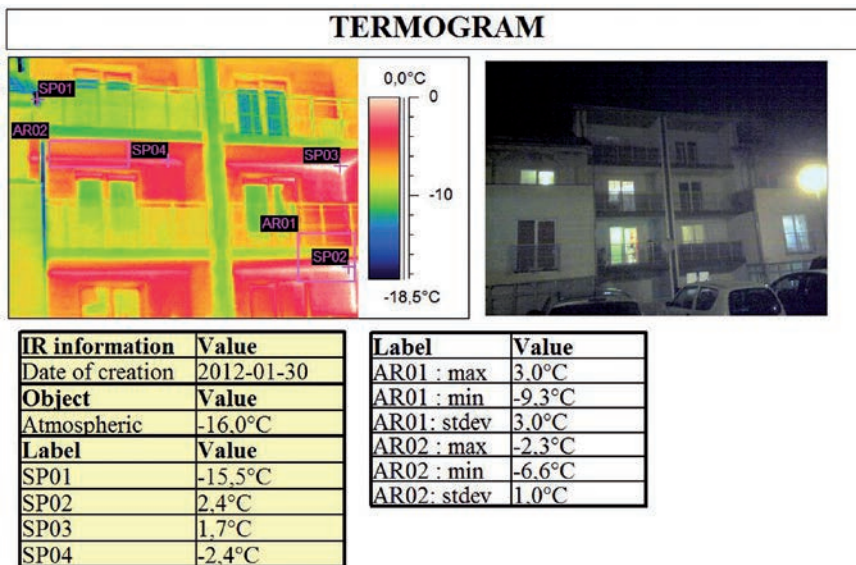 TERMOGRAM
SP01
AR02
SP04
SP03
AR01
SP02
0,0°C
0
-10
-18,5°C
IR information Value
Date of creation 2012-01-30
Object Value
Atmospheric -16,0°C
Label Value
SP01 -15,5°C
SP02 2,4°C
SP03 1,7°C
SP04 -2,4°C
Label Value
AR01 : max 3,0°C
AR01 : min -9,3°C
AR01: stdev 3,0°C
AR02 : max -2,3°C
AR02 : min -6,6°C
AR02: stdev 1,0°C